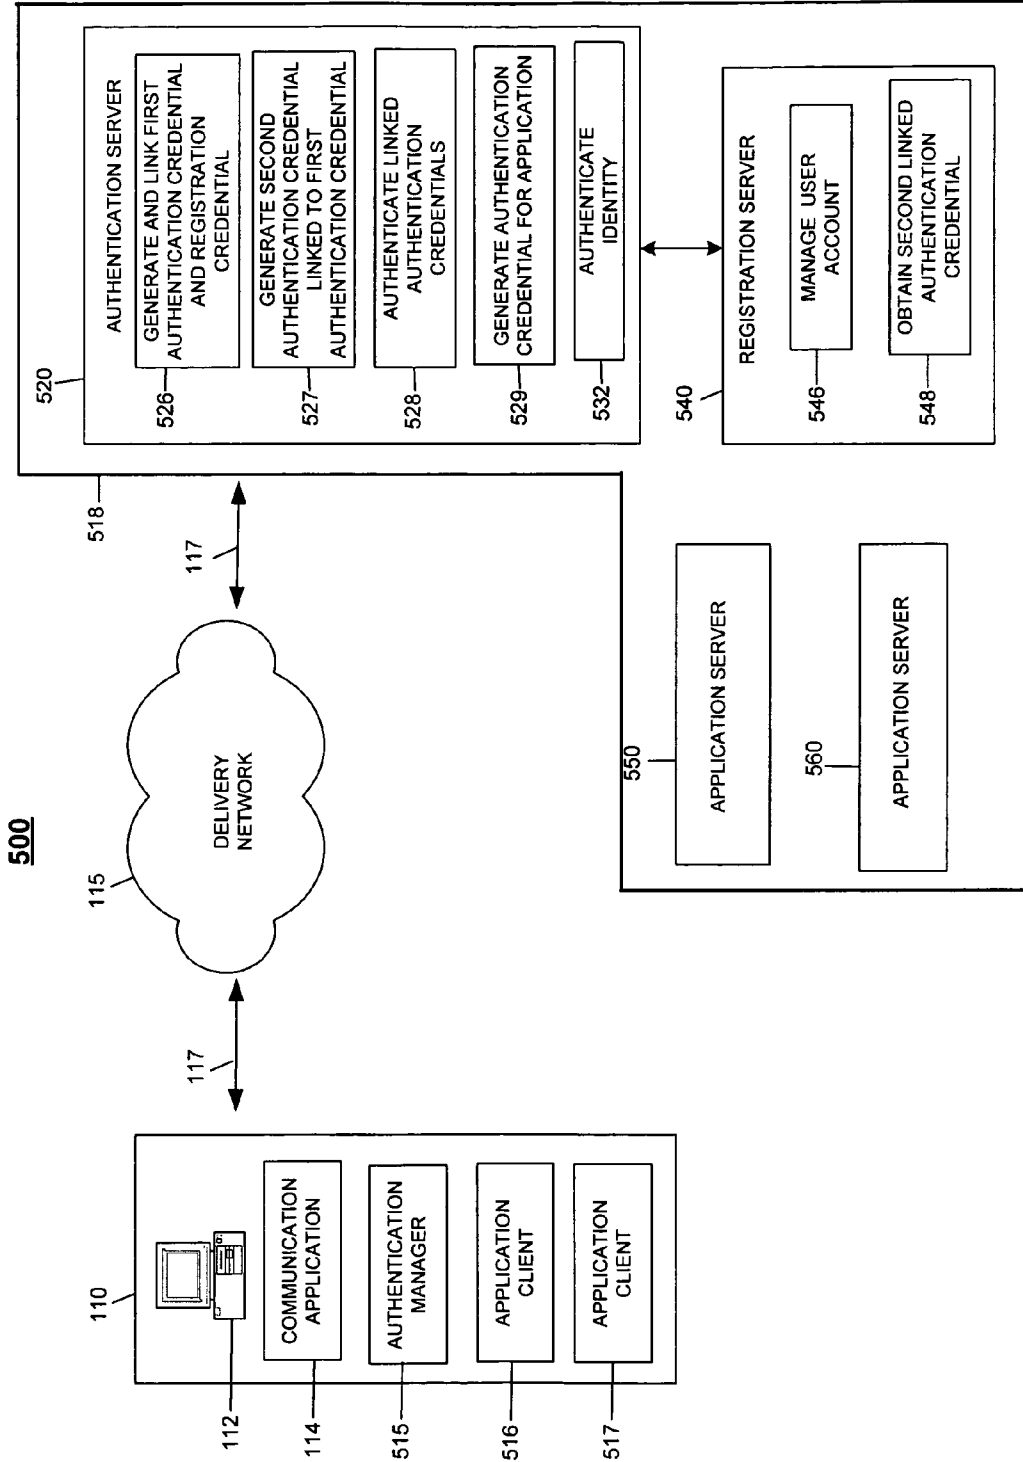 500
110
112
COMMUNICATION
APPLICATION
114
AUTHENTICATION
MANAGER
515
APPLICATION
CLIENT
516
APPLICATION
CLIENT
517
117
115
DELIVERY
NETWORK
117
518
520
AUTHENTICATION SERVER
GENERATE AND LINK FIRST
AUTHENTICATION CREDENTIAL
AND REGISTRATION
CREDENTIAL
526
GENERATE SECOND
AUTHENTICATION CREDENTIAL
LINKED TO FIRST
AUTHENTICATION CREDENTIAL
527
AUTHENTICATE LINKED
AUTHENTICATION
CREDENTIALS
528
GENERATE AUTHENTICATION
CREDENTIAL FOR APPLICATION
529
AUTHENTICATE
IDENTITY
532
540
REGISTRATION SERVER
MANAGE USER
ACCOUNT
546
OBTAIN SECOND LINKED
AUTHENTICATION
CREDENTIAL
548
550
APPLICATION SERVER
560
APPLICATION SERVER